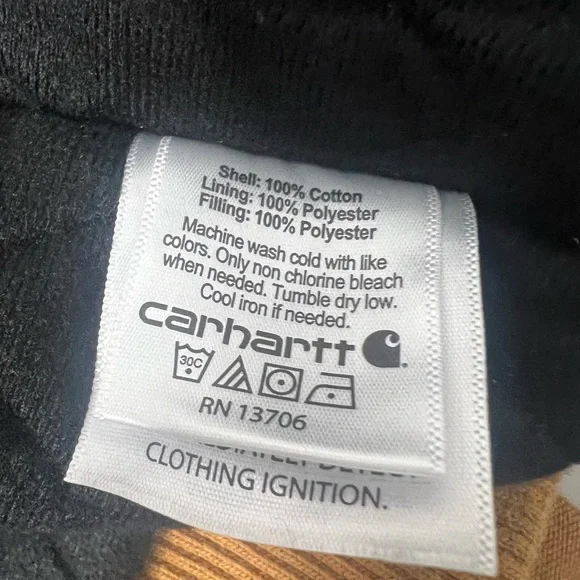 Shell: 100% Cotton
Lining: 100% Polyester
Filling: 100% Polyester
Machine wash cold with like
colors. Only non chlorine bleach
when needed. Tumble dry low.
Cool iron if needed.
carhartt
30C
RN 13706
CLOTHING IGNITION.